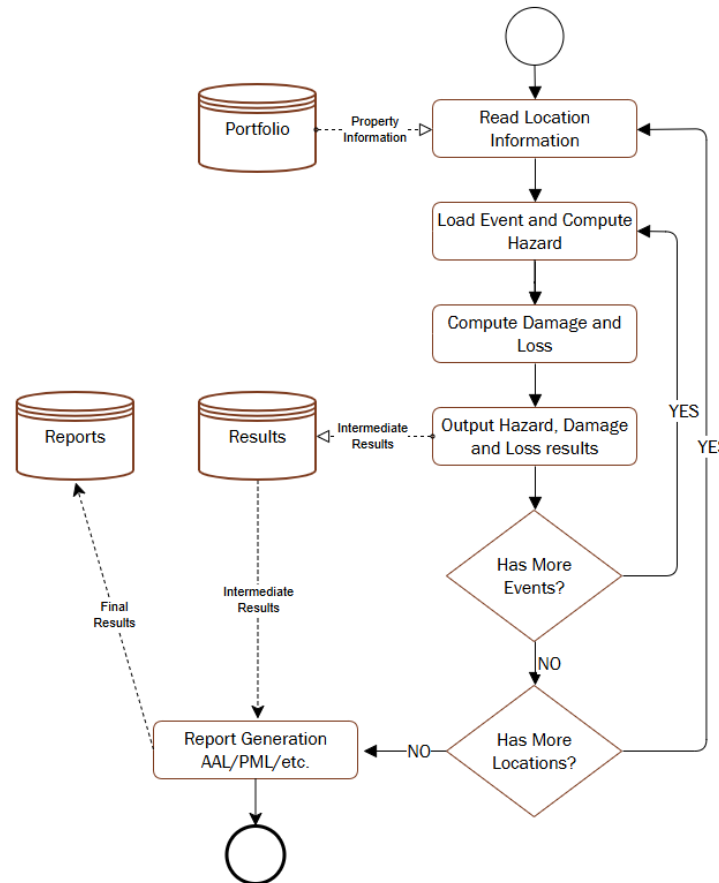 Portfolio
Property
Information
Read Location
Information
Load Event and Compute
Hazard
Compute Damage and
Loss
Reports
Results
Intermediate
Results
Output Hazard, Damage
and Loss results
YES
YES
Has More
Events?
Final
Results
Intermediate
Results
NO
Report Generation
AAL/PML/etc.
NO
Has More
Locations?